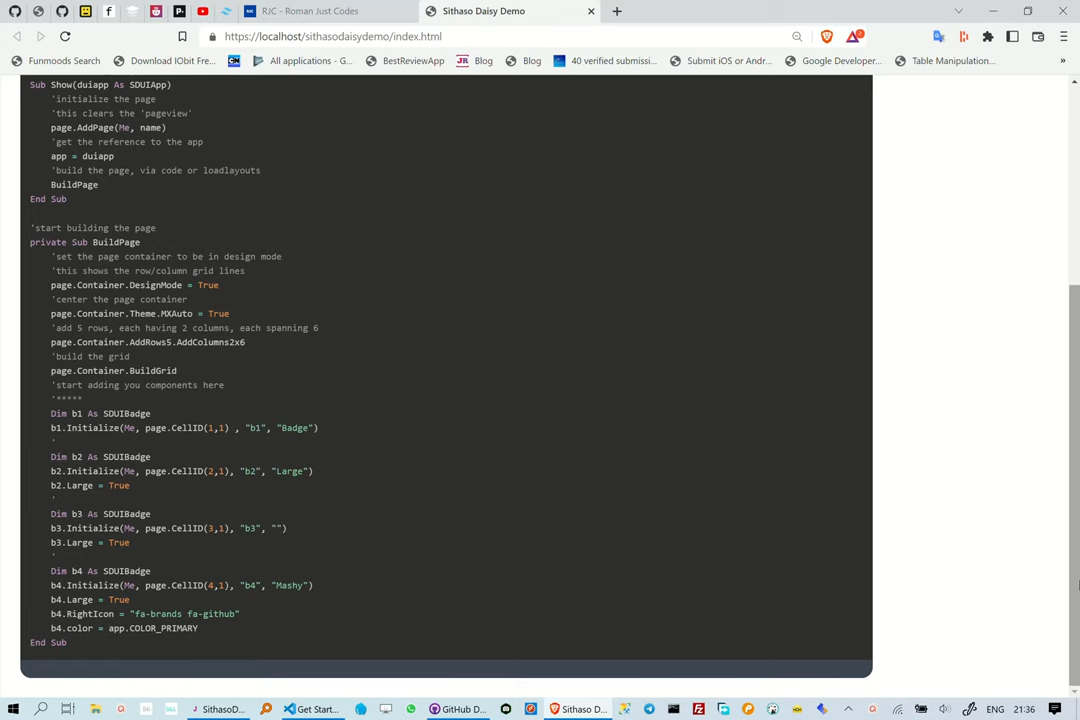 RJC - Roman Just Codes
Sithaso Daisy Demo
https://localhost/sithasodaisydemo/index.html
7
Funmoods Search
Download IObit Fre...
All applications - G...
BestReviewApp
JR
Blog
Blog
40 verified submissi...
Submit iOS or Andr...
Google Developer...
Table Manipulation...
»
Sub Show(duiapp As SDUIApp)
'initialize the page
'this clears the 'pageview'
page.AddPage(Me, name)
'get the reference to the app
app = duiapp
'build the page, via code or loadlayouts
BuildPage
End Sub
'start building the page
private Sub BuildPage
'set the page container to be in design mode
'this shows the row/column grid lines
page.Container.DesignMode = True
'center the page container
page.Container.Theme.MXAuto = True
'add 5 rows, each having 2 columns, each spanning 6
page.Container.AddRows5.AddColumns2x6
'build the grid
page.Container.BuildGrid
'start adding you components here
'*****
Dim b1 As SDUIBadge
b1.Initialize(Me, page.CellID(1,1) , "b1", "Badge")
'
Dim b2 As SDUIBadge
b2.Initialize(Me, page.CellID(2,1), "b2", "Large")
b2.Large = True
'
Dim b3 As SDUIBadge
b3.Initialize(Me, page.CellID(3,1), "b3", "")
b3.Large = True
'
Dim b4 As SDUIBadge
b4.Initialize(Me, page.CellID(4,1), "b4", "Mashy")
b4.Large = True
b4.RightIcon = "fa-brands fa-github"
b4.color = app.COLOR_PRIMARY
End Sub
SithasoD...
Get Start...
GitHub D...
Sithaso D...
ENG
21:36